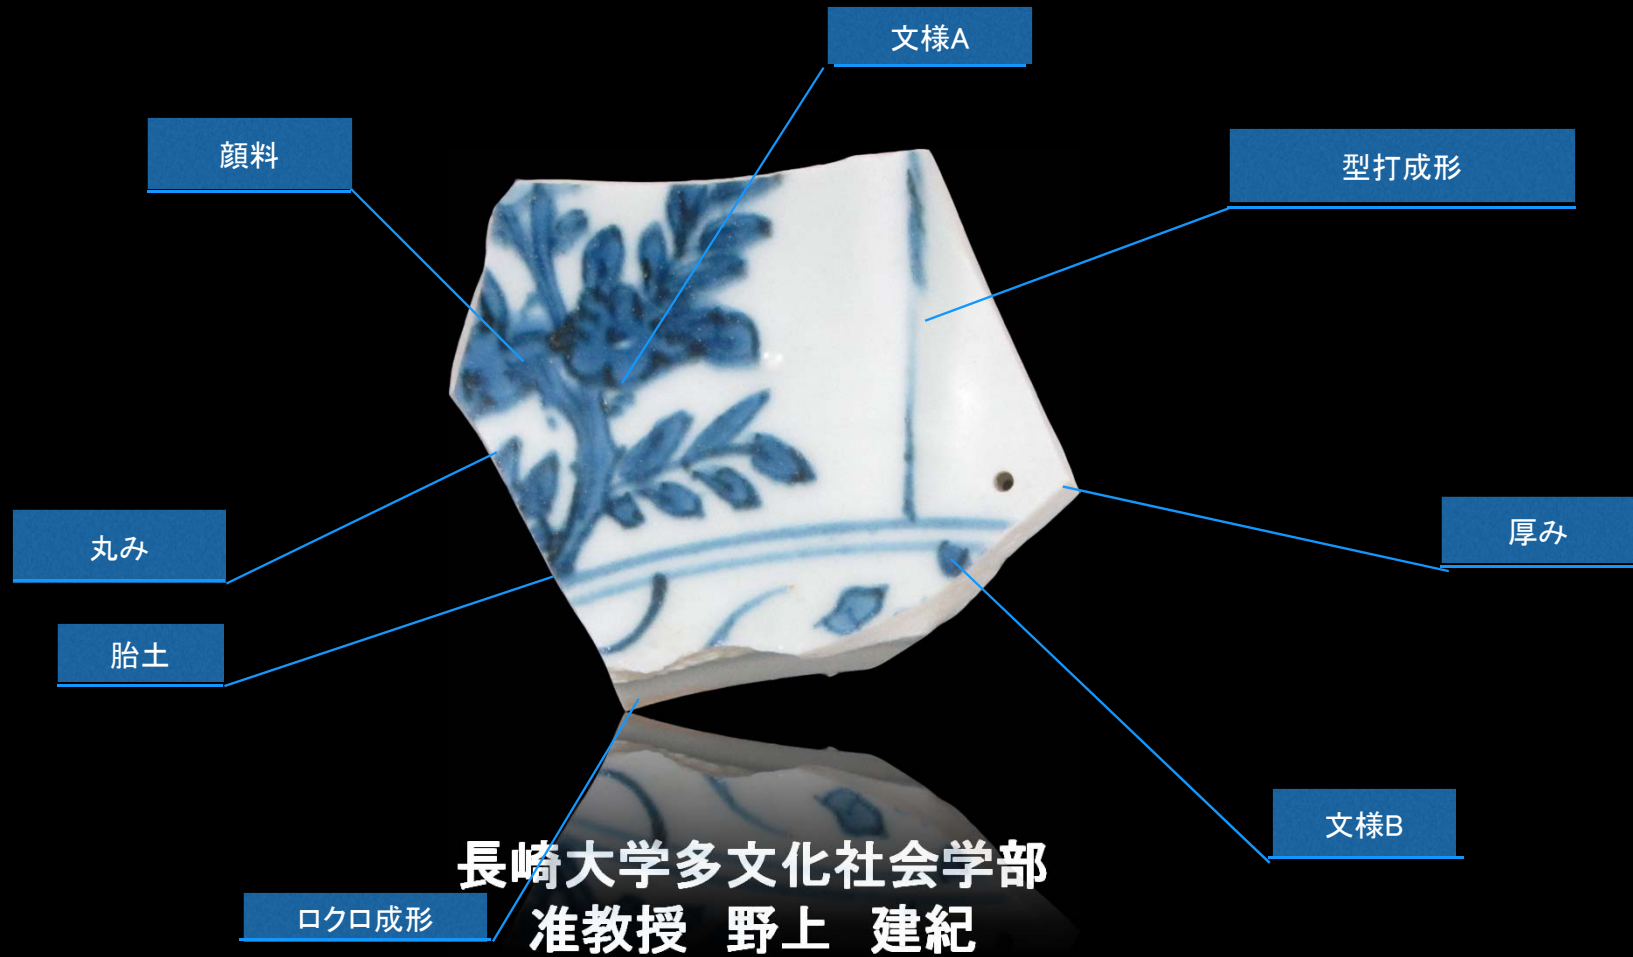 文様A
顔料
型打成形
丸み
厚み
胎土
文様B
ロクロ成形
長崎大学多文化社会学部
准教授　野上　建紀